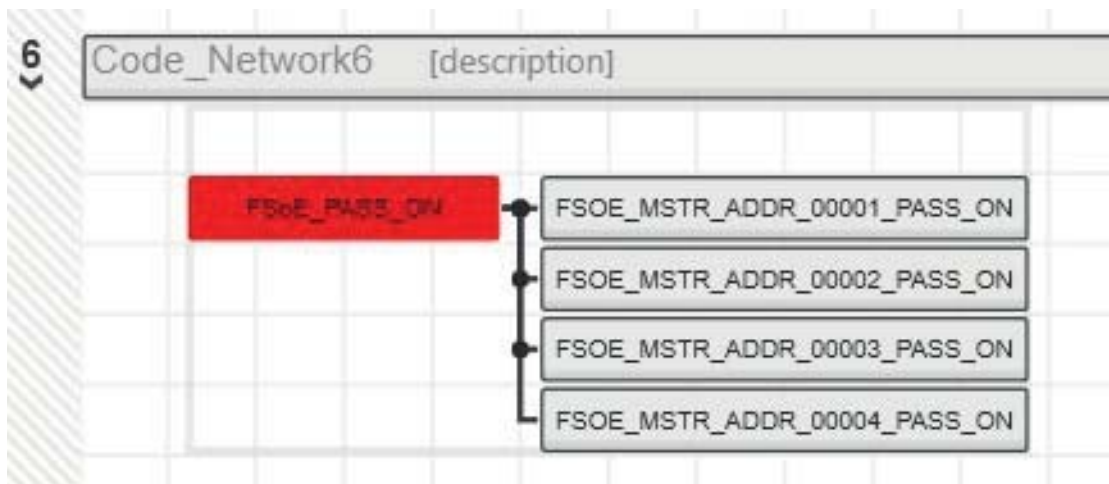 6
Code_Network6 [description]
FSoE_PASS_ON
FSOE_MSTR_ADDR_00001_PASS_ON
FSOE_MSTR_ADDR_00002_PASS_ON
FSOE_MSTR_ADDR_00003_PASS_ON
FSOE_MSTR_ADDR_00004_PASS_ON